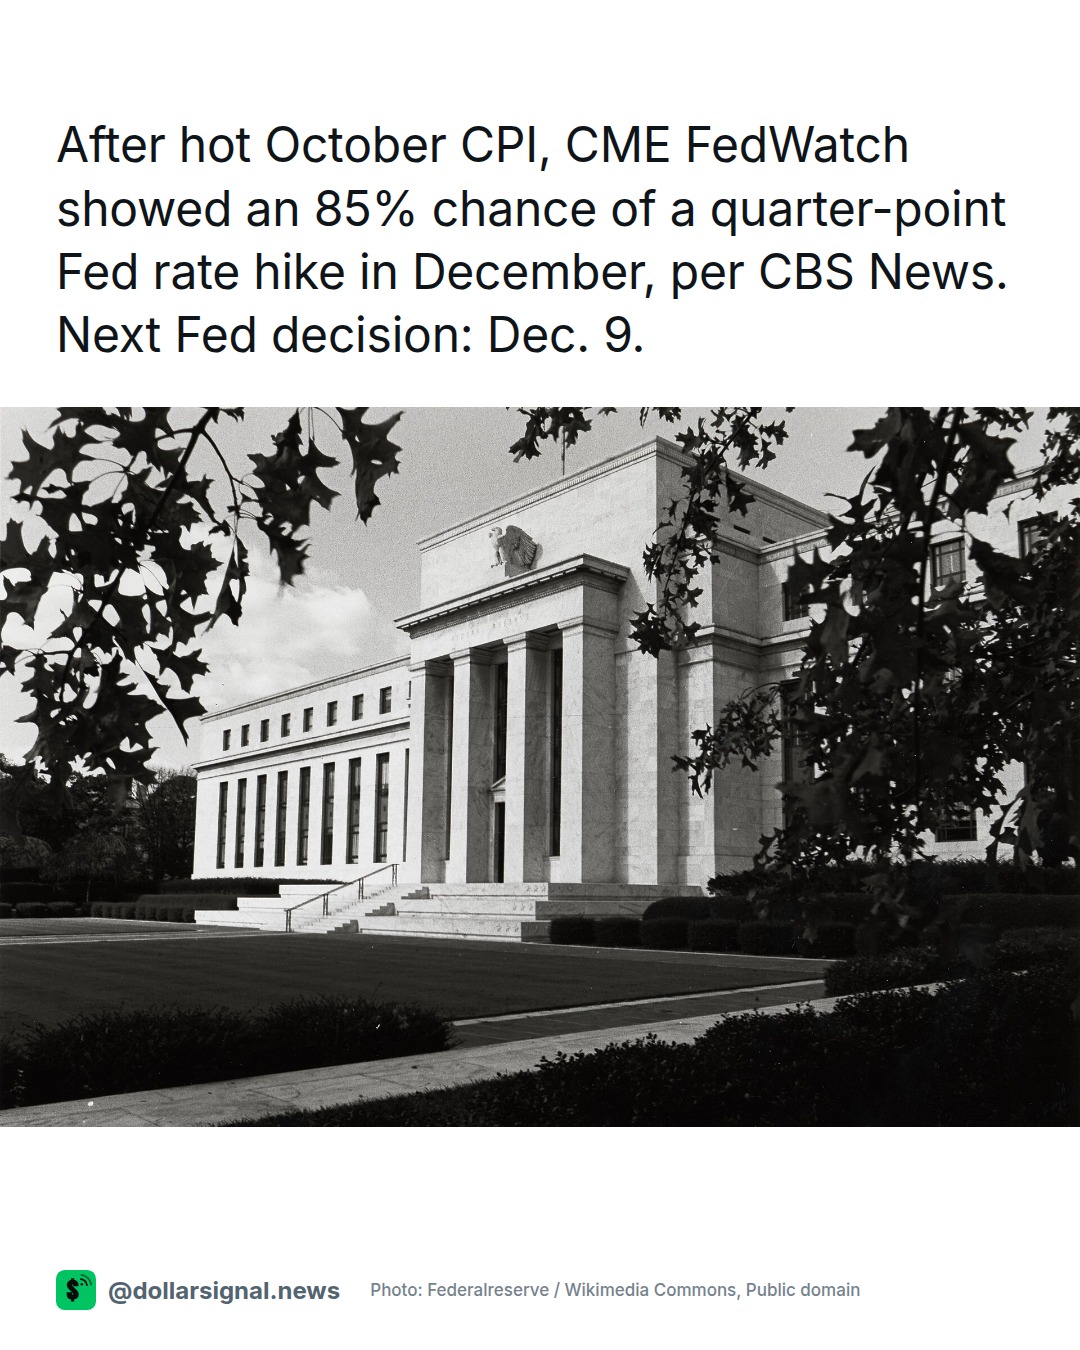 After hot October CPI, CME FedWatch
showed an 85% chance of a quarter-point
Fed rate hike in December, per CBS News.
Next Fed decision: Dec. 9.
@dollarsignal.news
Photo: Federalreserve / Wikimedia Commons, Public domain